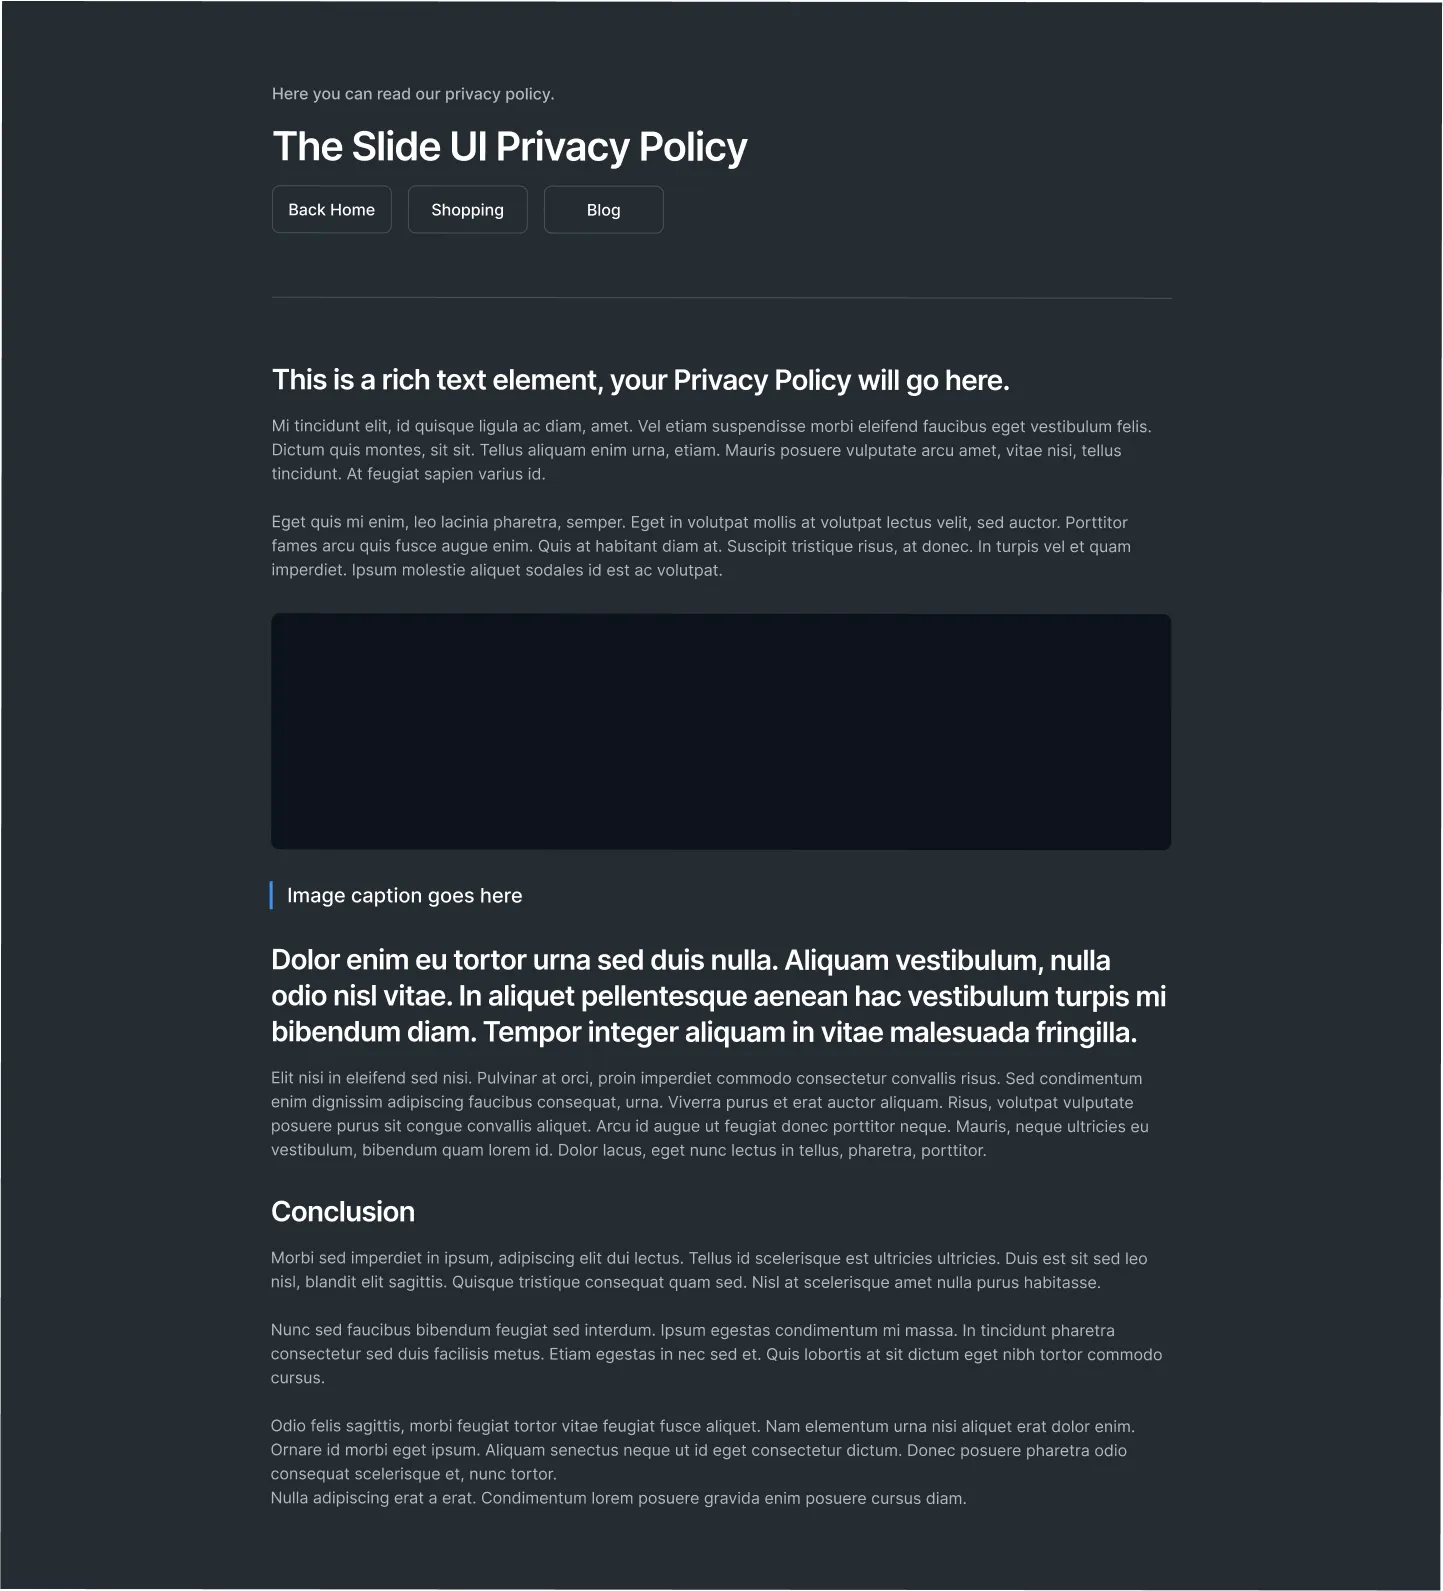 Here you can read our privacy policy.
The Slide UI Privacy Policy
Back Home
Shopping
Blog
This is a rich text element, your Privacy Policy will go here.
Mi tincidunt elit, id quisque ligula ac diam, amet. Vel etiam suspendisse morbi eleifend faucibus eget vestibulum felis.
Dictum quis montes, sit sit. Tellus aliquam enim urna, etiam. Mauris posuere vulputate arcu amet, vitae nisi, tellus
tincidunt. At feugiat sapien varius id.
Eget quis mi enim, leo lacinia pharetra, semper. Eget in volutpat mollis at volutpat lectus velit, sed auctor. Porttitor
fames arcu quis fusce augue enim. Quis at habitant diam at. Suscipit tristique risus, at donec. In turpis vel et quam
imperdiet. Ipsum molestie aliquet sodales id est ac volutpat.
Image caption goes here
Dolor enim eu tortor urna sed duis nulla. Aliquam vestibulum, nulla
odio nisl vitae. In aliquet pellentesque aenean hac vestibulum turpis mi
bibendum diam. Tempor integer aliquam in vitae malesuada fringilla.
Elit nisi in eleifend sed nisi. Pulvinar at orci, proin imperdiet commodo consectetur convallis risus. Sed condimentum
enim dignissim adipiscing faucibus consequat, urna. Viverra purus et erat auctor aliquam. Risus, volutpat vulputate
posuere purus sit congue convallis aliquet. Arcu id augue ut feugiat donec porttitor neque. Mauris, neque ultricies eu
vestibulum, bibendum quam lorem id. Dolor lacus, eget nunc lectus in tellus, pharetra, porttitor.
Conclusion
Morbi sed imperdiet in ipsum, adipiscing elit dui lectus. Tellus id scelerisque est ultricies ultricies. Duis est sit sed leo
nisl, blandit elit sagittis. Quisque tristique consequat quam sed. Nisl at scelerisque amet nulla purus habitasse.
Nunc sed faucibus bibendum feugiat sed interdum. Ipsum egestas condimentum mi massa. In tincidunt pharetra
consectetur sed duis facilisis metus. Etiam egestas in nec sed et. Quis lobortis at sit dictum eget nibh tortor commodo
cursus.
Odio felis sagittis, morbi feugiat tortor vitae feugiat fusce aliquet. Nam elementum urna nisi aliquet erat dolor enim.
Ornare id morbi eget ipsum. Aliquam senectus neque ut id eget consectetur dictum. Donec posuere pharetra odio
consequat scelerisque et, nunc tortor.
Nulla adipiscing erat a erat. Condimentum lorem posuere gravida enim posuere cursus diam.